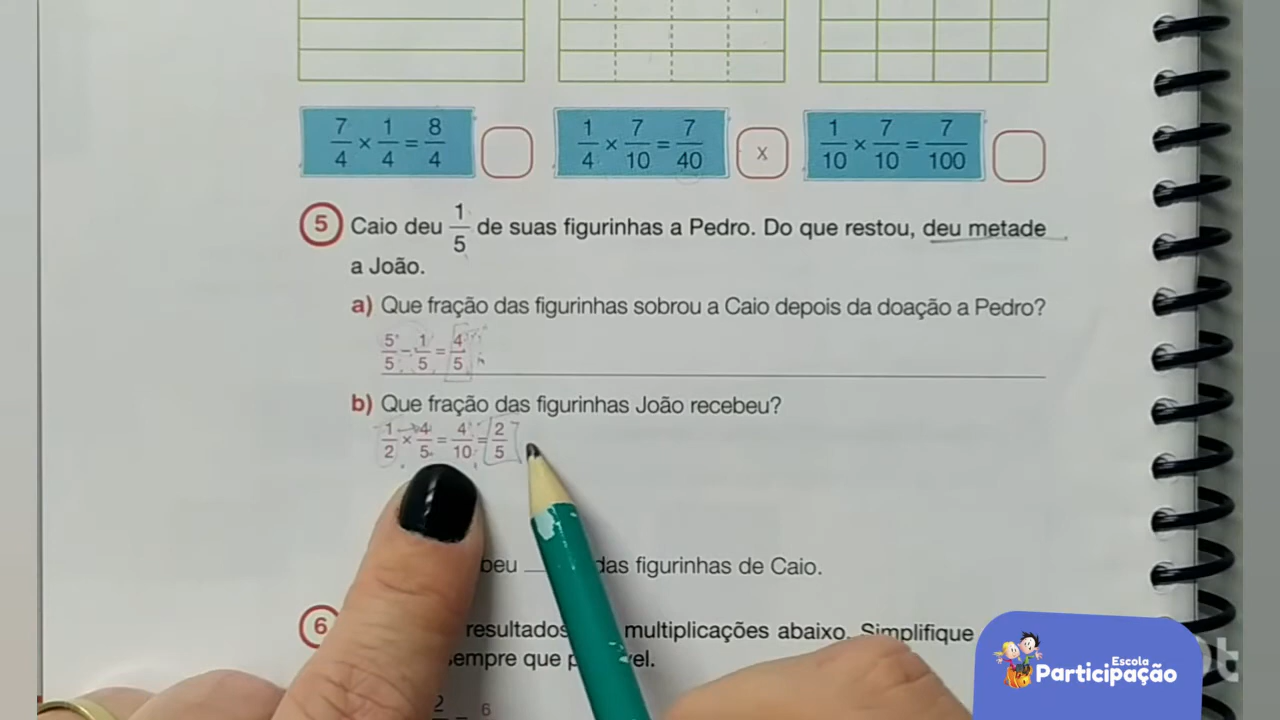 7/4 × 1/4 = 8/4
1/4 × 7/10 = 7/40 x
1/10 × 7/10 = 7/100
5 Caio deu 1/5 de suas figurinhas a Pedro. Do que restou, deu metade
a João.
a) Que fração das figurinhas sobrou a Caio depois da doação a Pedro?
5/5 − 1/5 = 4/5
b) Que fração das figurinhas João recebeu?
1/2 × 4/5 = 4/10 = 2/5
beu ___ das figurinhas de Caio.
6 resultados multiplicações abaixo. Simplifique
sempre que
2 = 6
Escola
Participação